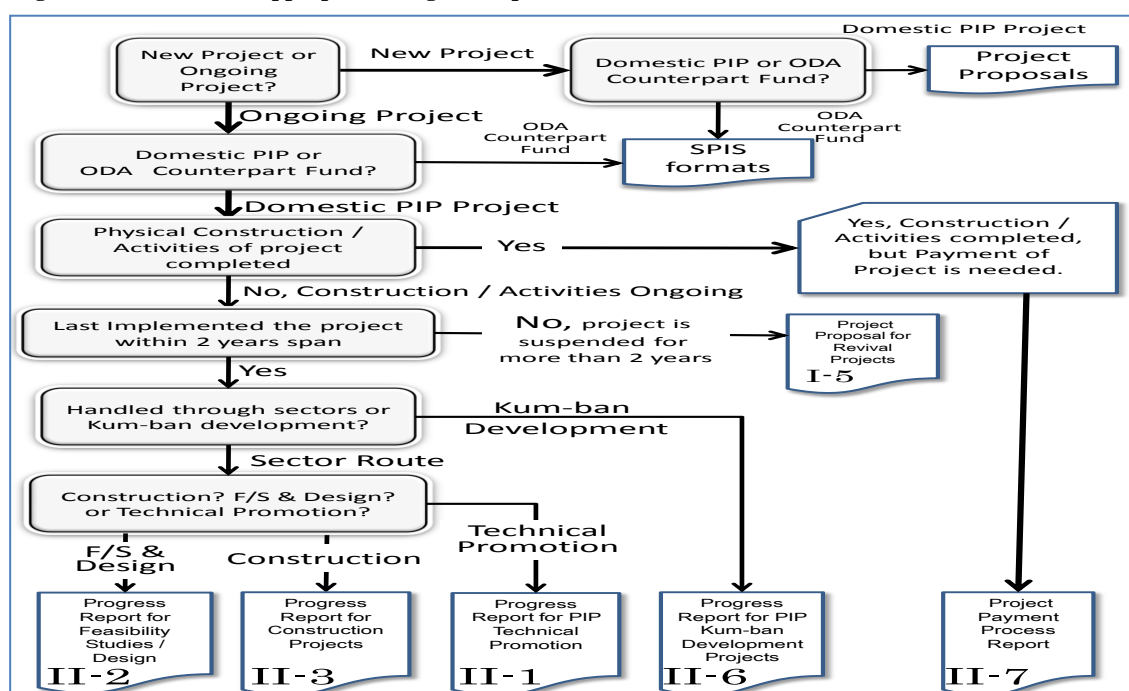 Domestic PIP Project
New Project or
Ongoing
Project?
New Project
Domestic PIP or ODA
Counterpart Fund?
Project
Proposals
Ongoing Project
ODA
Counterpart
Fund
ODA
Counterpart
Fund
Domestic PIP or
ODA Counterpart Fund?
SPIS
formats
Domestic PIP Project
Physical Construction /
Activities of project
completed
Yes
Yes, Construction /
Activities completed,
but Payment of
Project is needed.
No, Construction / Activities Ongoing
Last Implemented the project
within 2 years span
No, project is
suspended for
more than 2 years
Project
Proposal for
Revival
Projects
I-5
Yes
Handled through sectors or
Kum-ban development?
Kum-ban
Development
Sector Route
Construction? F/S & Design?
or Technical Promotion?
F/S &
Design
Construction
Technical
Promotion
Progress
Report for
Feasibility
Studies /
Design
II-2
Progress
Report for
Construction
Projects
II-3
Progress
Report for PIP
Technical
Promotion
II-1
Progress
Report for PIP
Kum-ban
Development
Projects
II-6
Project
Payment
Process
Report
II-7